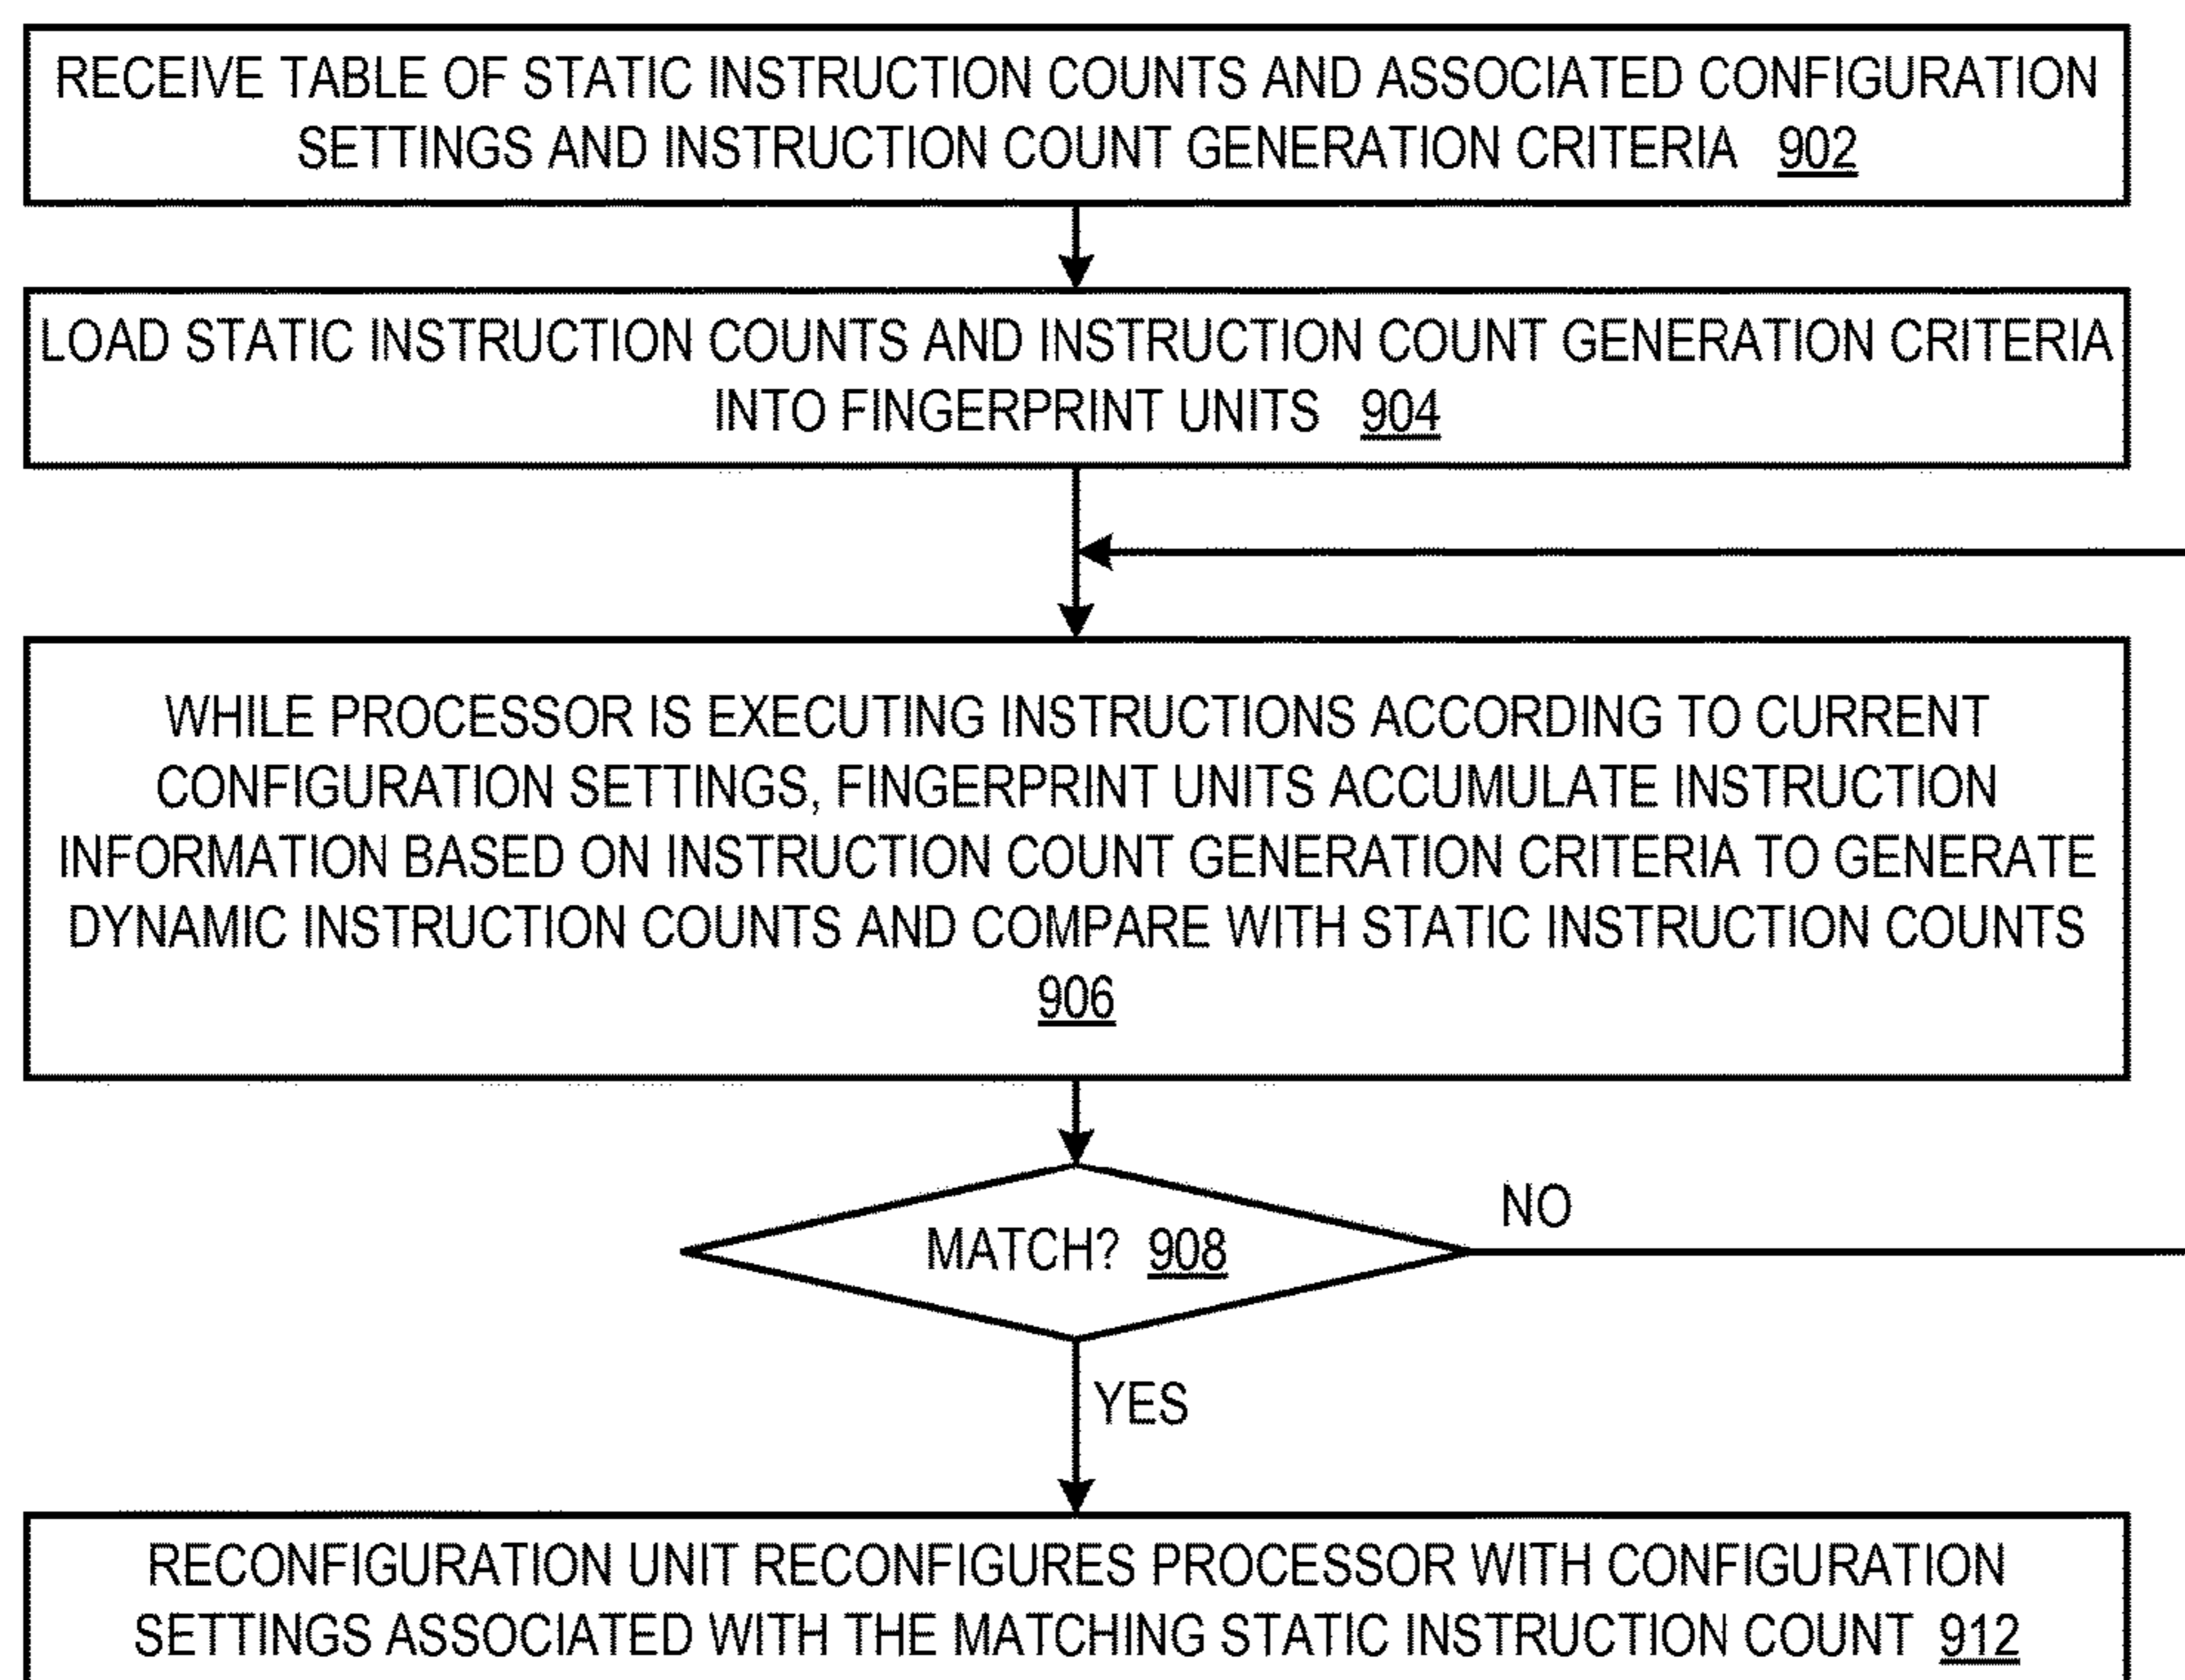 RECEIVE TABLE OF STATIC INSTRUCTION COUNTS AND ASSOCIATED CONFIGURATION
SETTINGS AND INSTRUCTION COUNT GENERATION CRITERIA 902
LOAD STATIC INSTRUCTION COUNTS AND INSTRUCTION COUNT GENERATION CRITERIA
INTO FINGERPRINT UNITS 904
WHILE PROCESSOR IS EXECUTING INSTRUCTIONS ACCORDING TO CURRENT
CONFIGURATION SETTINGS, FINGERPRINT UNITS ACCUMULATE INSTRUCTION
INFORMATION BASED ON INSTRUCTION COUNT GENERATION CRITERIA TO GENERATE
DYNAMIC INSTRUCTION COUNTS AND COMPARE WITH STATIC INSTRUCTION COUNTS
906
MATCH? 908
NO
YES
RECONFIGURATION UNIT RECONFIGURES PROCESSOR WITH CONFIGURATION
SETTINGS ASSOCIATED WITH THE MATCHING STATIC INSTRUCTION COUNT 912